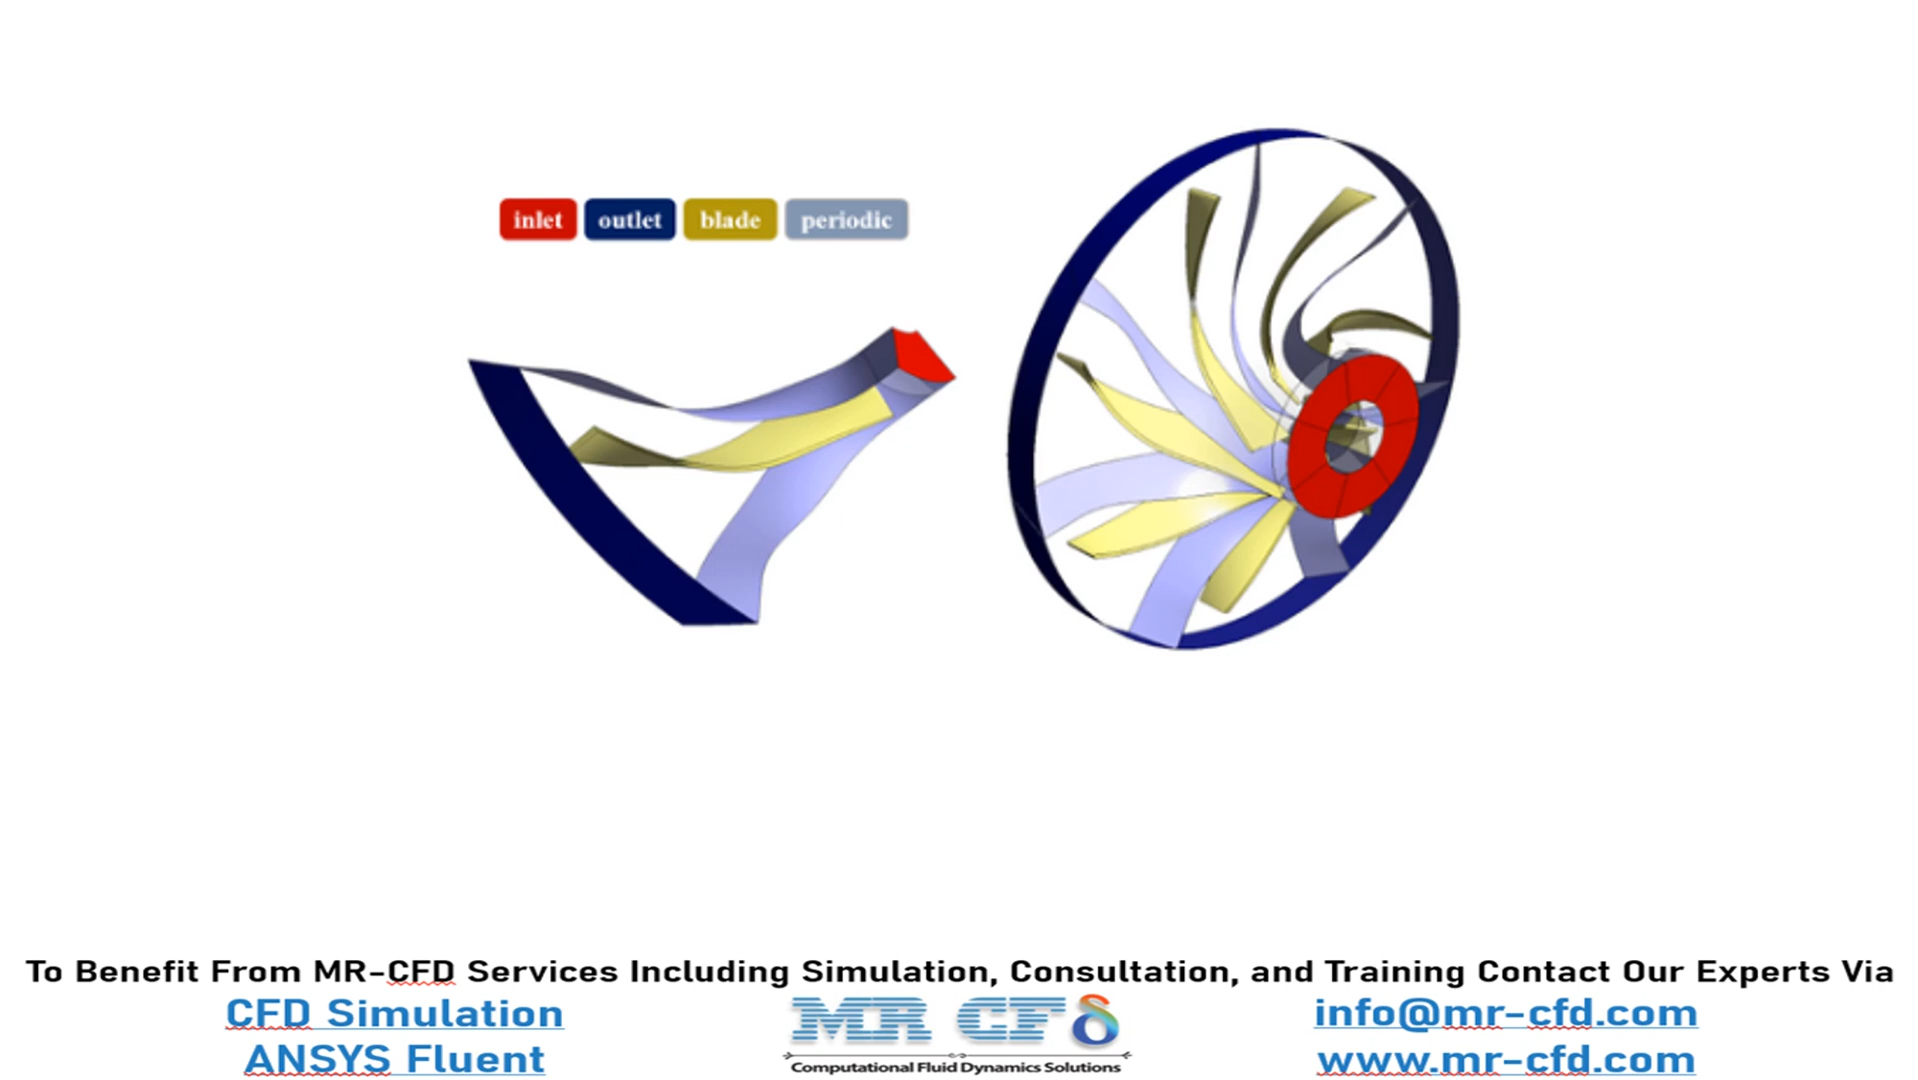 inlet outlet blade periodic
To Benefit From MR-CFD Services Including Simulation, Consultation, and Training Contact Our Experts Via
CFD Simulation
ANSYS Fluent
MR CFδ
Computational Fluid Dynamics Solutions
info@mr-cfd.com
www.mr-cfd.com